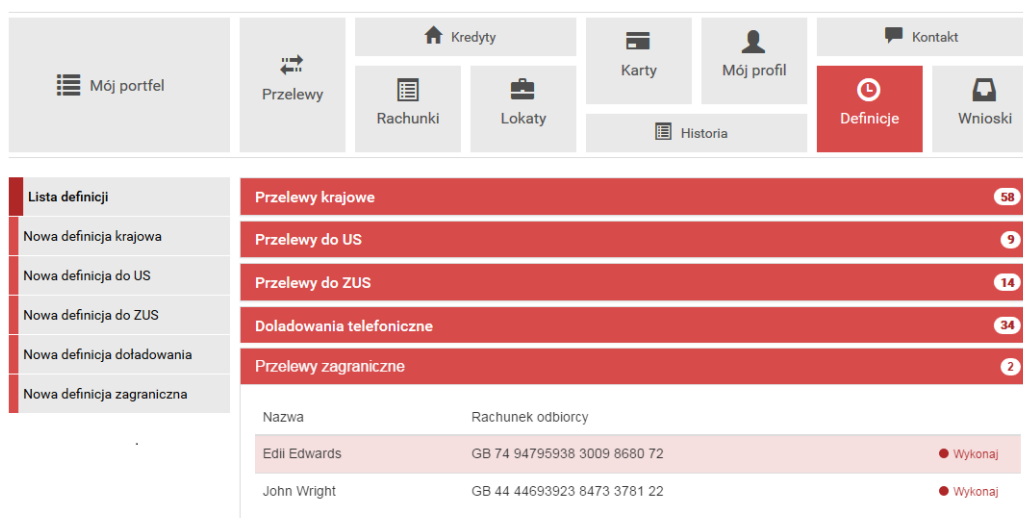 Mój portfel
Przelewy
Kredyty
Rachunki
Lokaty
Karty
Mój profil
Historia
Kontakt
Definicje
Wnioski
Lista definicji
Nowa definicja krajowa
Nowa definicja do US
Nowa definicja do ZUS
Nowa definicja doładowania
Nowa definicja zagraniczna
Przelewy krajowe 58
Przelewy do US 9
Przelewy do ZUS 14
Doładowania telefoniczne 34
Przelewy zagraniczne 2
Nazwa Rachunek odbiorcy
Edii Edwards GB 74 94795938 3009 8680 72 Wykonaj
John Wright GB 44 44693923 8473 3781 22 Wykonaj